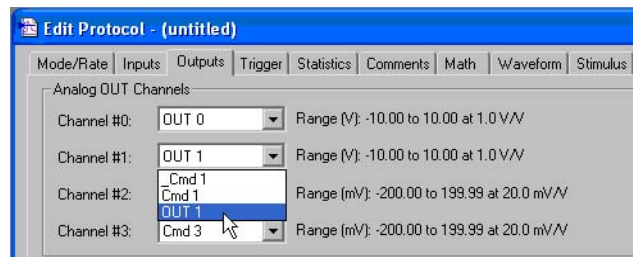 Edit Protocol - (untitled)
Mode/Rate Inputs Outputs Trigger Statistics Comments Math Waveform Stimulus
Analog OUT Channels
Channel #0: OUT 0 Range (V): -10.00 to 10.00 at 1.0 V/V
Channel #1: OUT 1 Range (V): -10.00 to 10.00 at 1.0 V/V
_Cmd 1
Channel #2: Cmd 1 Range (mV): -200.00 to 199.99 at 20.0 mV/V
OUT 1
Channel #3: Cmd 3 Range (mV): -200.00 to 199.99 at 20.0 mV/V